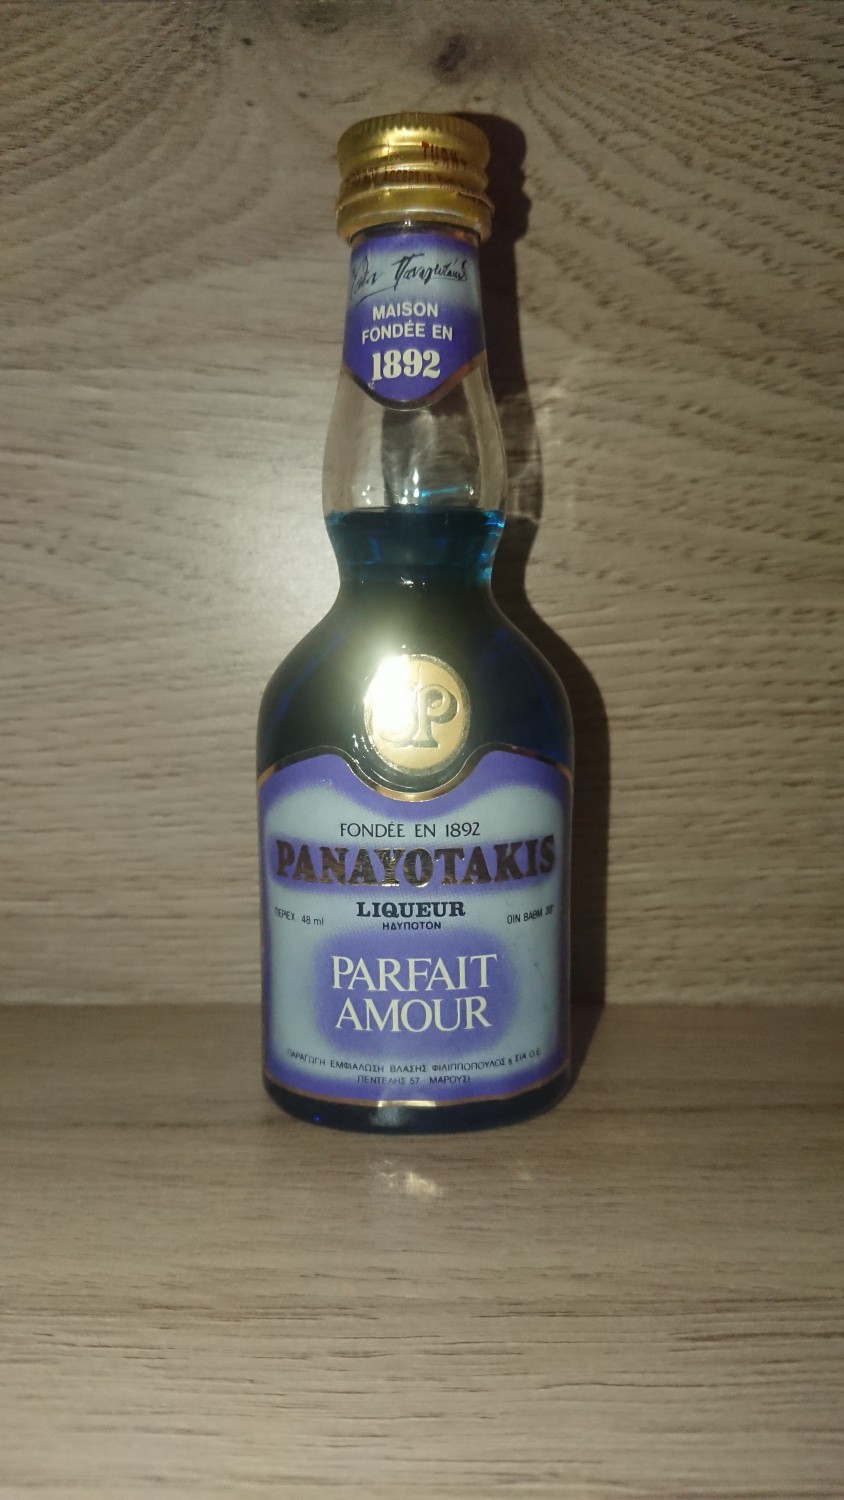 MAISON
FONDÉE EN
1892
JP
FONDÉE EN 1892
PANAYOTAKIS
LIQUEUR
ΠΕΡΙΕΧ. 48 ml
ΗΔΥΠΟΤΟΝ
ΟΙΝ ΒΑΘΜ
PARFAIT
AMOUR
ΠΑΡΑΓΩΓΗ ΕΜΦΙΑΛΩΣΗ ΒΛΑΣΗΣ ΦΙΛΙΠΠΟΠΟΥΛΟΣ & ΣΙΑ Ο.Ε
ΠΕΝΤΕΛΗΣ 57 ΜΑΡΟΥΣΙ